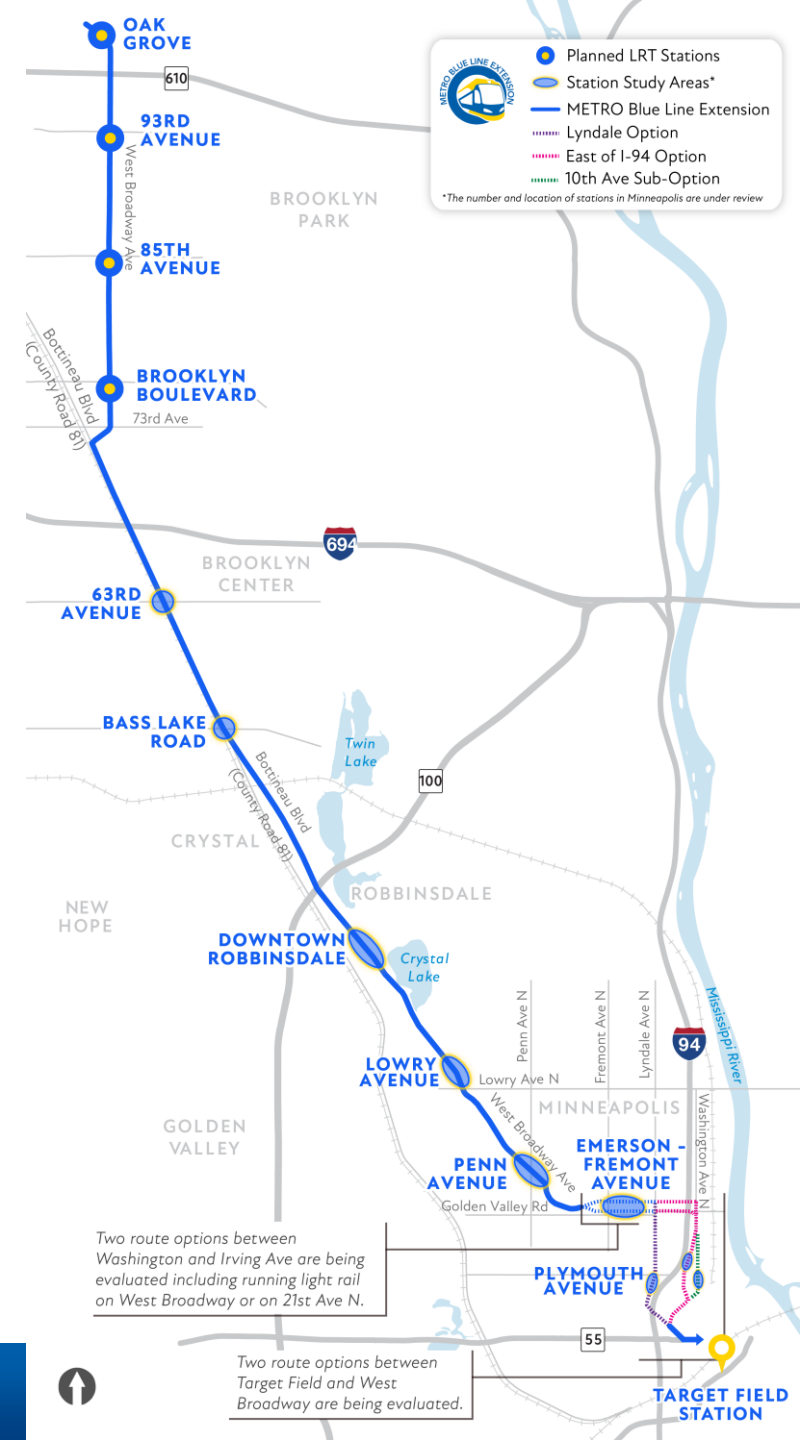 OAK
GROVE
610
93RD
AVENUE
West Broadway Ave
85TH
AVENUE
BROOKLYN
PARK
METRO BLUE LINE EXTENSION
Planned LRT Stations
Station Study Areas*
METRO Blue Line Extension
Lyndale Option
East of I-94 Option
10th Ave Sub-Option
*The number and location of stations in Minneapolis are under review
Bottineau Blvd
(County Road 81)
BROOKLYN
BOULEVARD
73rd Ave
694
BROOKLYN
CENTER
63RD
AVENUE
BASS LAKE
ROAD
Twin
Lake
Bottineau Blvd
(County Road 81)
100
CRYSTAL
ROBBINSDALE
NEW
HOPE
DOWNTOWN
ROBBINSDALE
Crystal
Lake
Penn Ave N
Fremont Ave N
Lyndale Ave N
94
Mississippi River
LOWRY
AVENUE
Lowry Ave N
MINNEAPOLIS
West Broadway Ave
Washington Ave N
GOLDEN
VALLEY
PENN
AVENUE
EMERSON -
FREMONT
AVENUE
Golden Valley Rd
Two route options between
Washington and Irving Ave are being
evaluated including running light rail
on West Broadway or on 21st Ave N.
PLYMOUTH
AVENUE
55
Two route options between
Target Field and West
Broadway are being evaluated.
TARGET FIELD
STATION